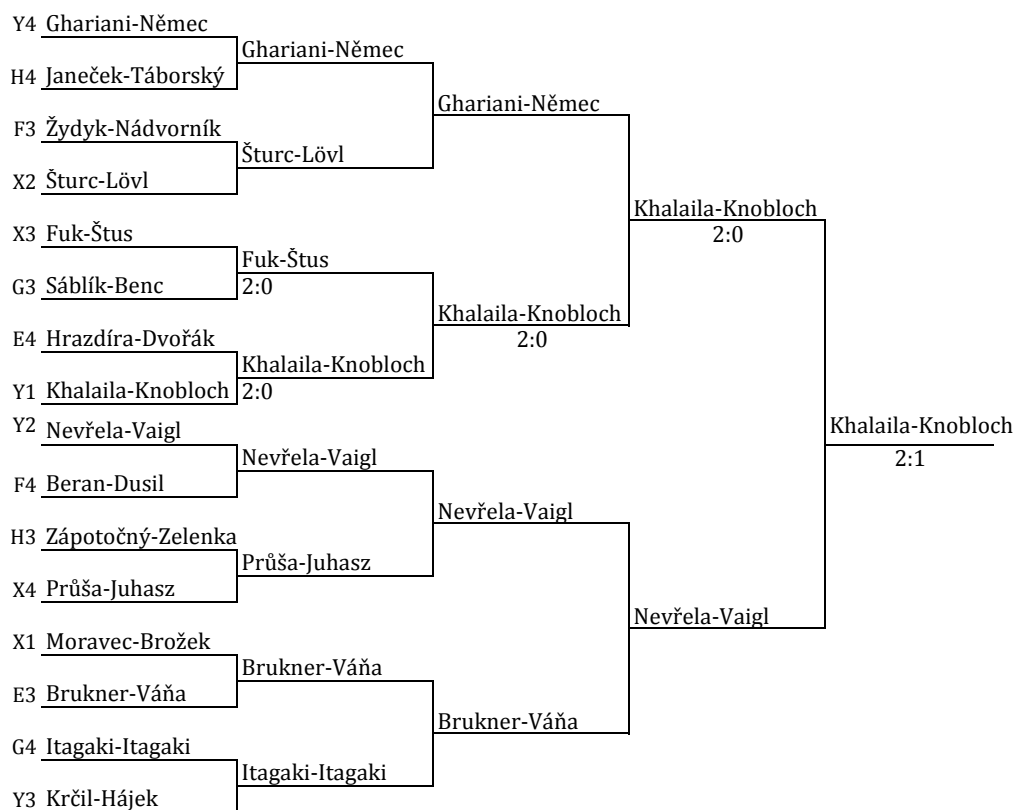 Y4 Ghariani-Němec
Ghariani-Němec
H4 Janeček-Táborský
Ghariani-Němec
F3 Žydyk-Nádvorník
Šturc-Lövl
X2 Šturc-Lövl
Khalaila-Knobloch
2:0
X3 Fuk-Štus
Fuk-Štus
G3 Sáblík-Benc
2:0
Khalaila-Knobloch
2:0
E4 Hrazdíra-Dvořák
Khalaila-Knobloch
Y1 Khalaila-Knobloch
2:0
Khalaila-Knobloch
2:1
Y2 Nevřela-Vaigl
Nevřela-Vaigl
F4 Beran-Dusil
Nevřela-Vaigl
H3 Zápotočný-Zelenka
Průša-Juhasz
X4 Průša-Juhasz
Nevřela-Vaigl
X1 Moravec-Brožek
Brukner-Váňa
E3 Brukner-Váňa
Brukner-Váňa
G4 Itagaki-Itagaki
Itagaki-Itagaki
Y3 Krčil-Hájek